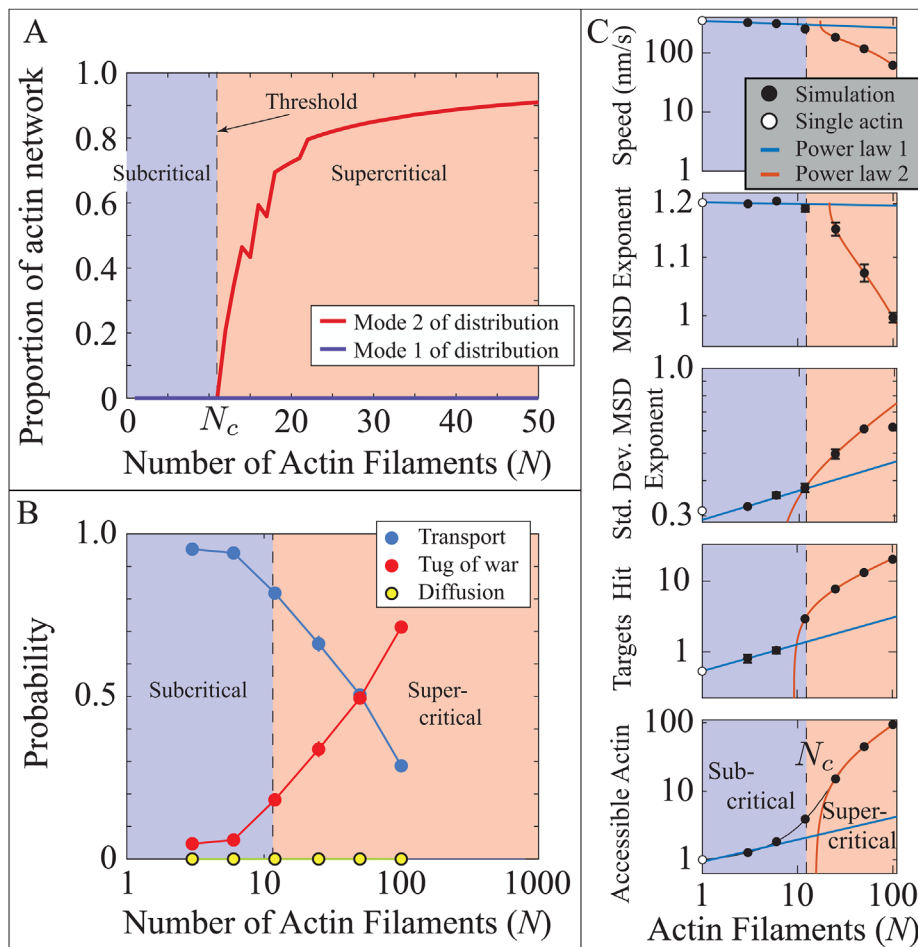 A
Proportion of actin network
1.0
0.8
0.6
0.4
0.2
0
Threshold
Subcritical
Supercritical
Mode 2 of distribution
Mode 1 of distribution
0
N_c
20
30
40
50
Number of Actin Filaments (N)
B
Probability
1.0
0.5
0
Transport
Tug of war
Diffusion
Subcritical
Super-
critical
1
10
100
1000
Number of Actin Filaments (N)
C
Speed (nm/s)
100
10
1
Simulation
Single actin
Power law 1
Power law 2
MSD Exponent
1.2
1.1
1
Std. Dev. MSD
Exponent
1.0
0.3
Targets Hit
10
1
Accessible Actin
100
10
1
Sub-
critical
N_c
Super-
critical
1
10
100
Actin Filaments (N)